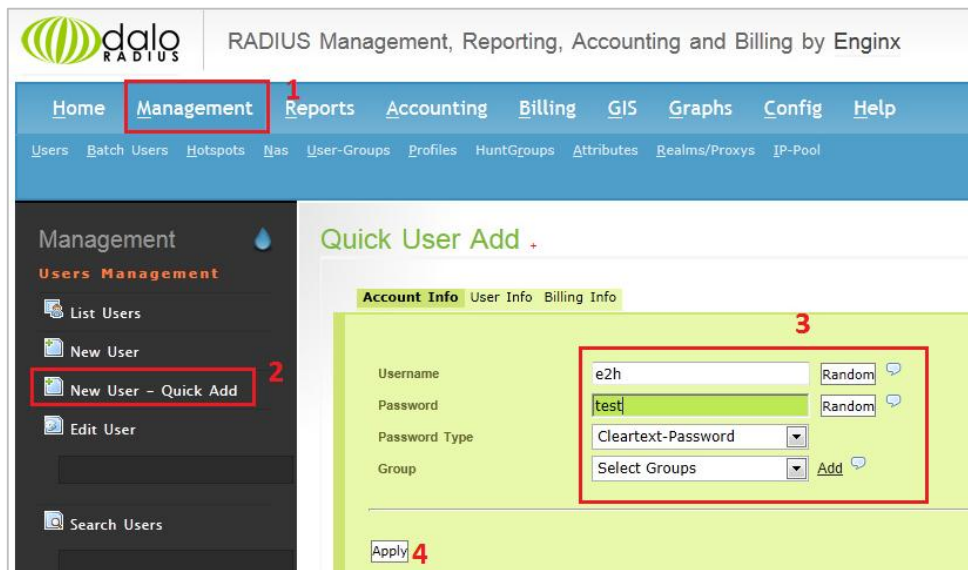 dalo RADIUS
RADIUS Management, Reporting, Accounting and Billing by Enginx
1
Home Management Reports Accounting Billing GIS Graphs Config Help
Users Batch Users Hotspots Nas User-Groups Profiles HuntGroups Attributes Realms/Proxys IP-Pool
Management
Users Management
List Users
New User
New User - Quick Add
2
Edit User
Search Users
Quick User Add +
Account Info User Info Billing Info
3
Username e2h Random
Password test Random
Password Type Cleartext-Password
Group Select Groups Add
Apply 4